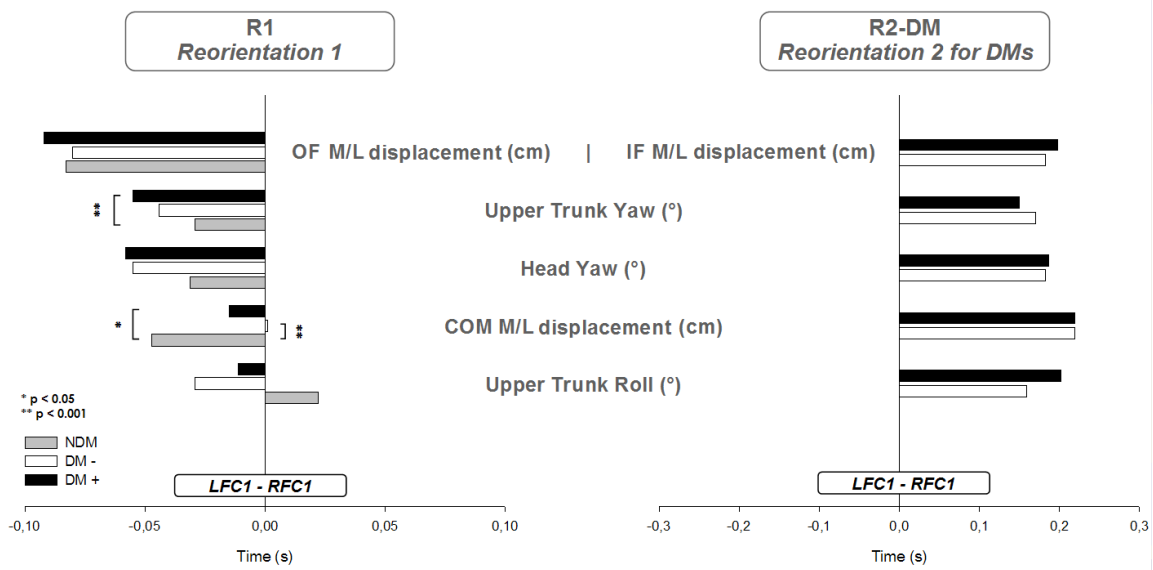 R1
Reorientation 1
R2-DM
Reorientation 2 for DMs
OF M/L displacement (cm) | IF M/L displacement (cm)
**
Upper Trunk Yaw (°)
Head Yaw (°)
*
**
COM M/L displacement (cm)
Upper Trunk Roll (°)
* p < 0.05
** p < 0.001
NDM
DM -
DM +
LFC1 - RFC1
LFC1 - RFC1
-0,10 -0,05 0,00 0,05 0,10
Time (s)
-0,3 -0,2 -0,1 0,0 0,1 0,2 0,3
Time (s)